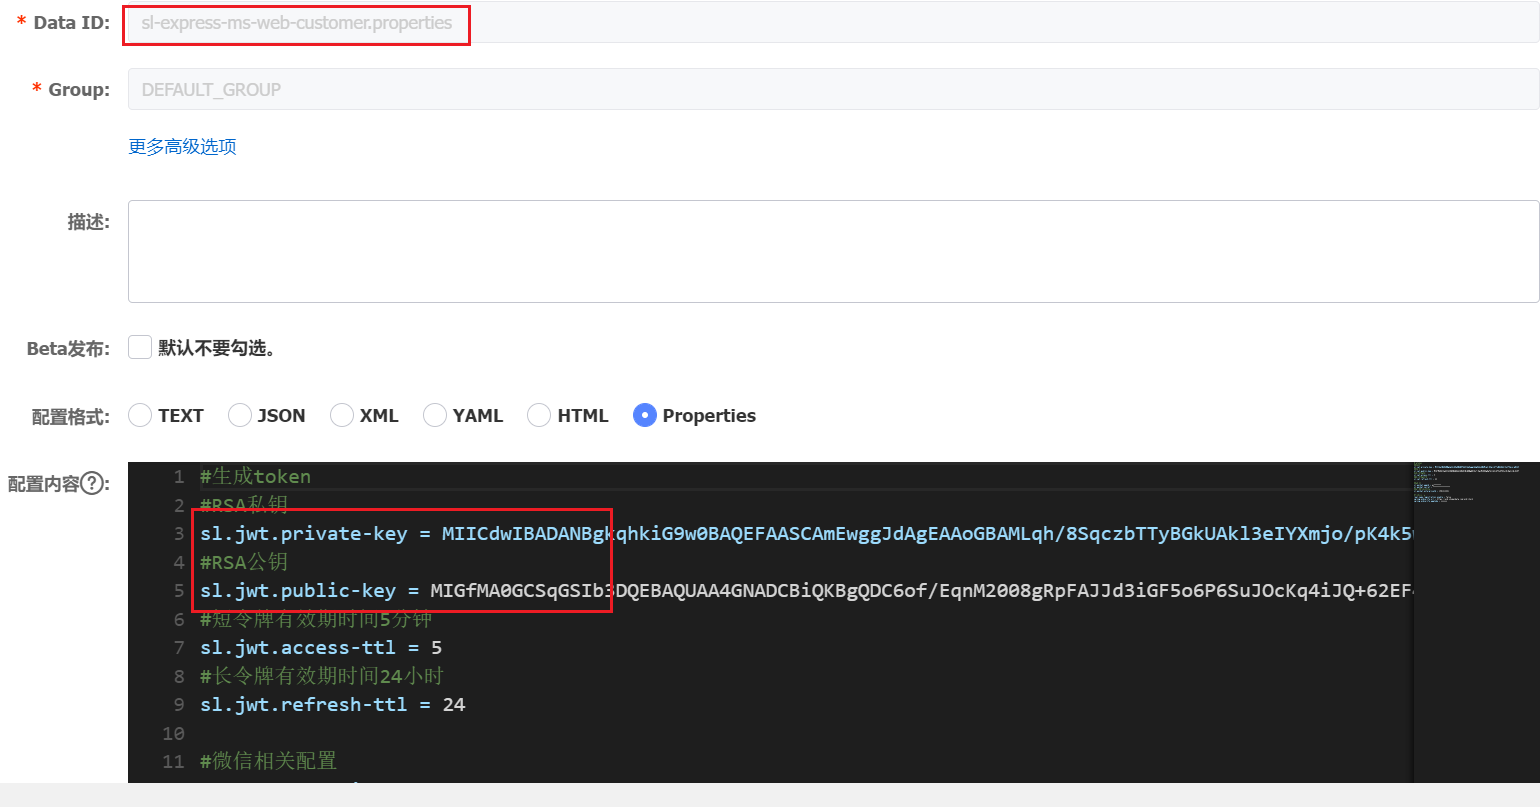 * Data ID: sl-express-ms-web-customer.properties
* Group: DEFAULT_GROUP
更多高级选项
描述:
Beta发布: 默认不要勾选。
配置格式: TEXT JSON XML YAML HTML Properties
配置内容?:
1 #生成token
2 #RSA私钥
3 sl.jwt.private-key = MIICdwIBADANBgkqhkiG9w0BAQEFAASCAmEwggJdAgEAAoGBAMLqh/8SqczbTTyBGkUAkl3eIYXmjo/pK4k5
4 #RSA公钥
5 sl.jwt.public-key = MIGfMA0GCSqGSIb3DQEBAQUAA4GNADCBiQKBgQDC6of/EqnM2008gRpFAJJd3iGF5o6P6SuJOcKq4iJQ+62EF
6 #短令牌有效期时间5分钟
7 sl.jwt.access-ttl = 5
8 #长令牌有效期时间24小时
9 sl.jwt.refresh-ttl = 24
10
11 #微信相关配置